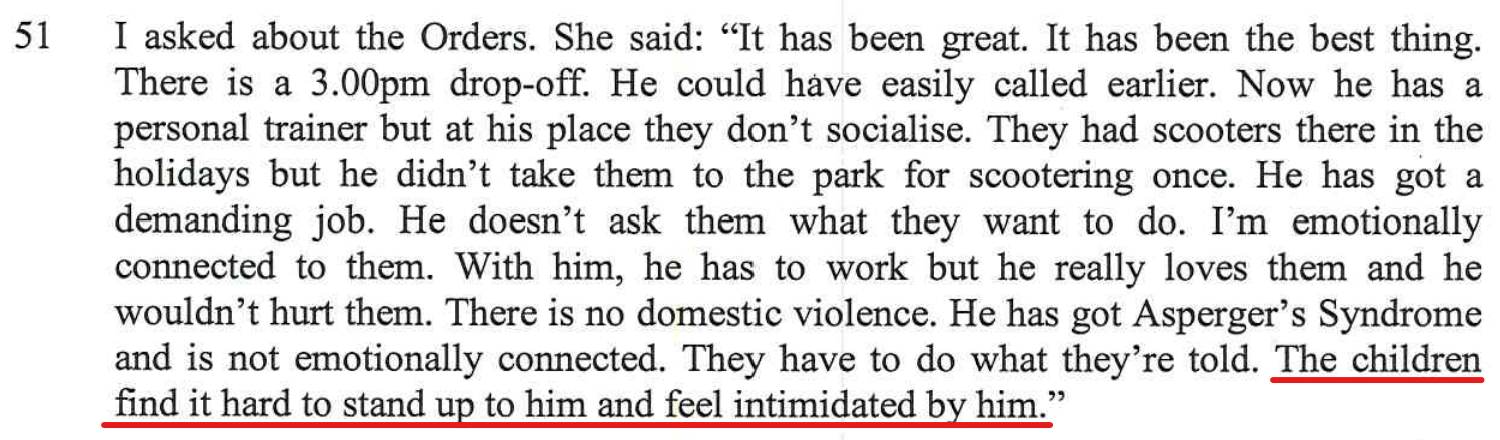 51 I asked about the Orders. She said: “It has been great. It has been the best thing.
There is a 3.00pm drop-off. He could have easily called earlier. Now he has a
personal trainer but at his place they don’t socialise. They had scooters there in the
holidays but he didn’t take them to the park for scootering once. He has got a
demanding job. He doesn’t ask them what they want to do. I’m emotionally
connected to them. With him, he has to work but he really loves them and he
wouldn’t hurt them. There is no domestic violence. He has got Asperger’s Syndrome
and is not emotionally connected. They have to do what they’re told. The children
find it hard to stand up to him and feel intimidated by him.”